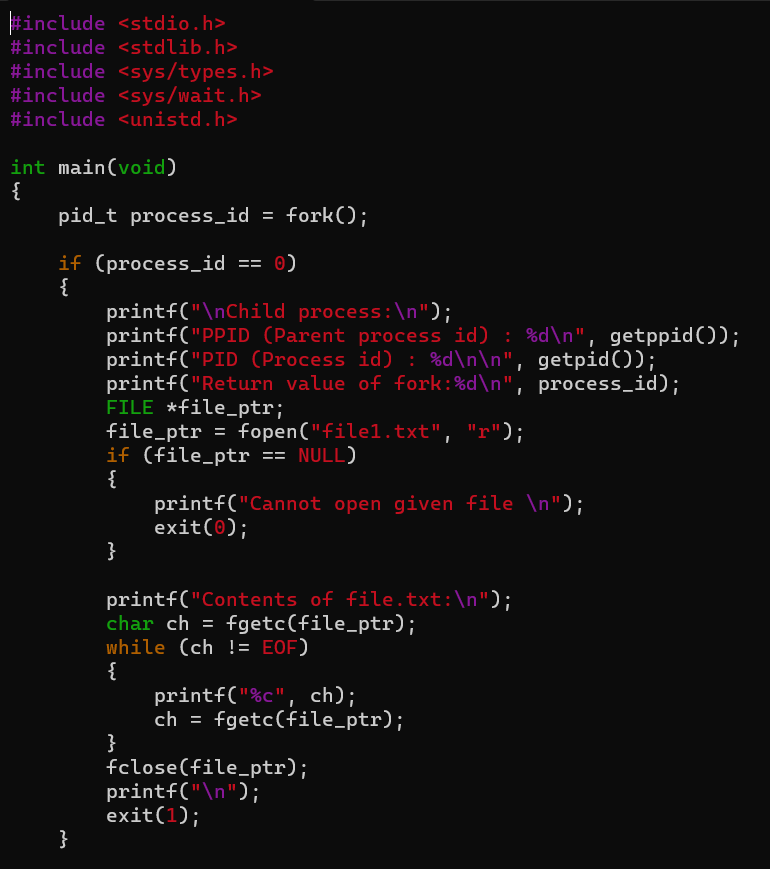 #include <stdio.h>
#include <stdlib.h>
#include <sys/types.h>
#include <sys/wait.h>
#include <unistd.h>

int main(void)
{
    pid_t process_id = fork();

    if (process_id == 0)
    {
        printf("\nChild process:\n");
        printf("PPID (Parent process id) : %d\n", getppid());
        printf("PID (Process id) : %d\n\n", getpid());
        printf("Return value of fork:%d\n", process_id);
        FILE *file_ptr;
        file_ptr = fopen("file1.txt", "r");
        if (file_ptr == NULL)
        {
            printf("Cannot open given file \n");
            exit(0);
        }

        printf("Contents of file.txt:\n");
        char ch = fgetc(file_ptr);
        while (ch != EOF)
        {
            printf("%c", ch);
            ch = fgetc(file_ptr);
        }
        fclose(file_ptr);
        printf("\n");
        exit(1);
    }